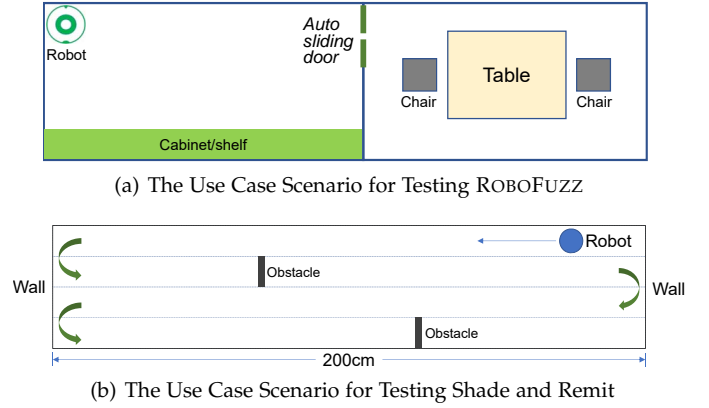 Robot
Auto
sliding
door
Table
Chair
Chair
Cabinet/shelf
(a) The Use Case Scenario for Testing ROBOFUZZ
Robot
Wall
Obstacle
Wall
Obstacle
200cm
(b) The Use Case Scenario for Testing Shade and Remit